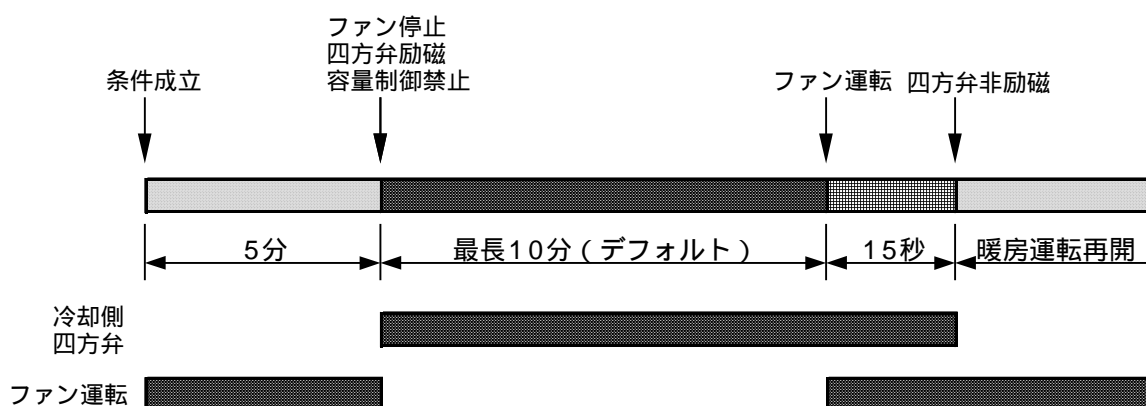 ファン停止
四方弁励磁
容量制御禁止
条件成立
ファン運転
四方弁非励磁
5分
最長10分（デフォルト）
15秒
暖房運転再開
冷却側
四方弁
ファン運転